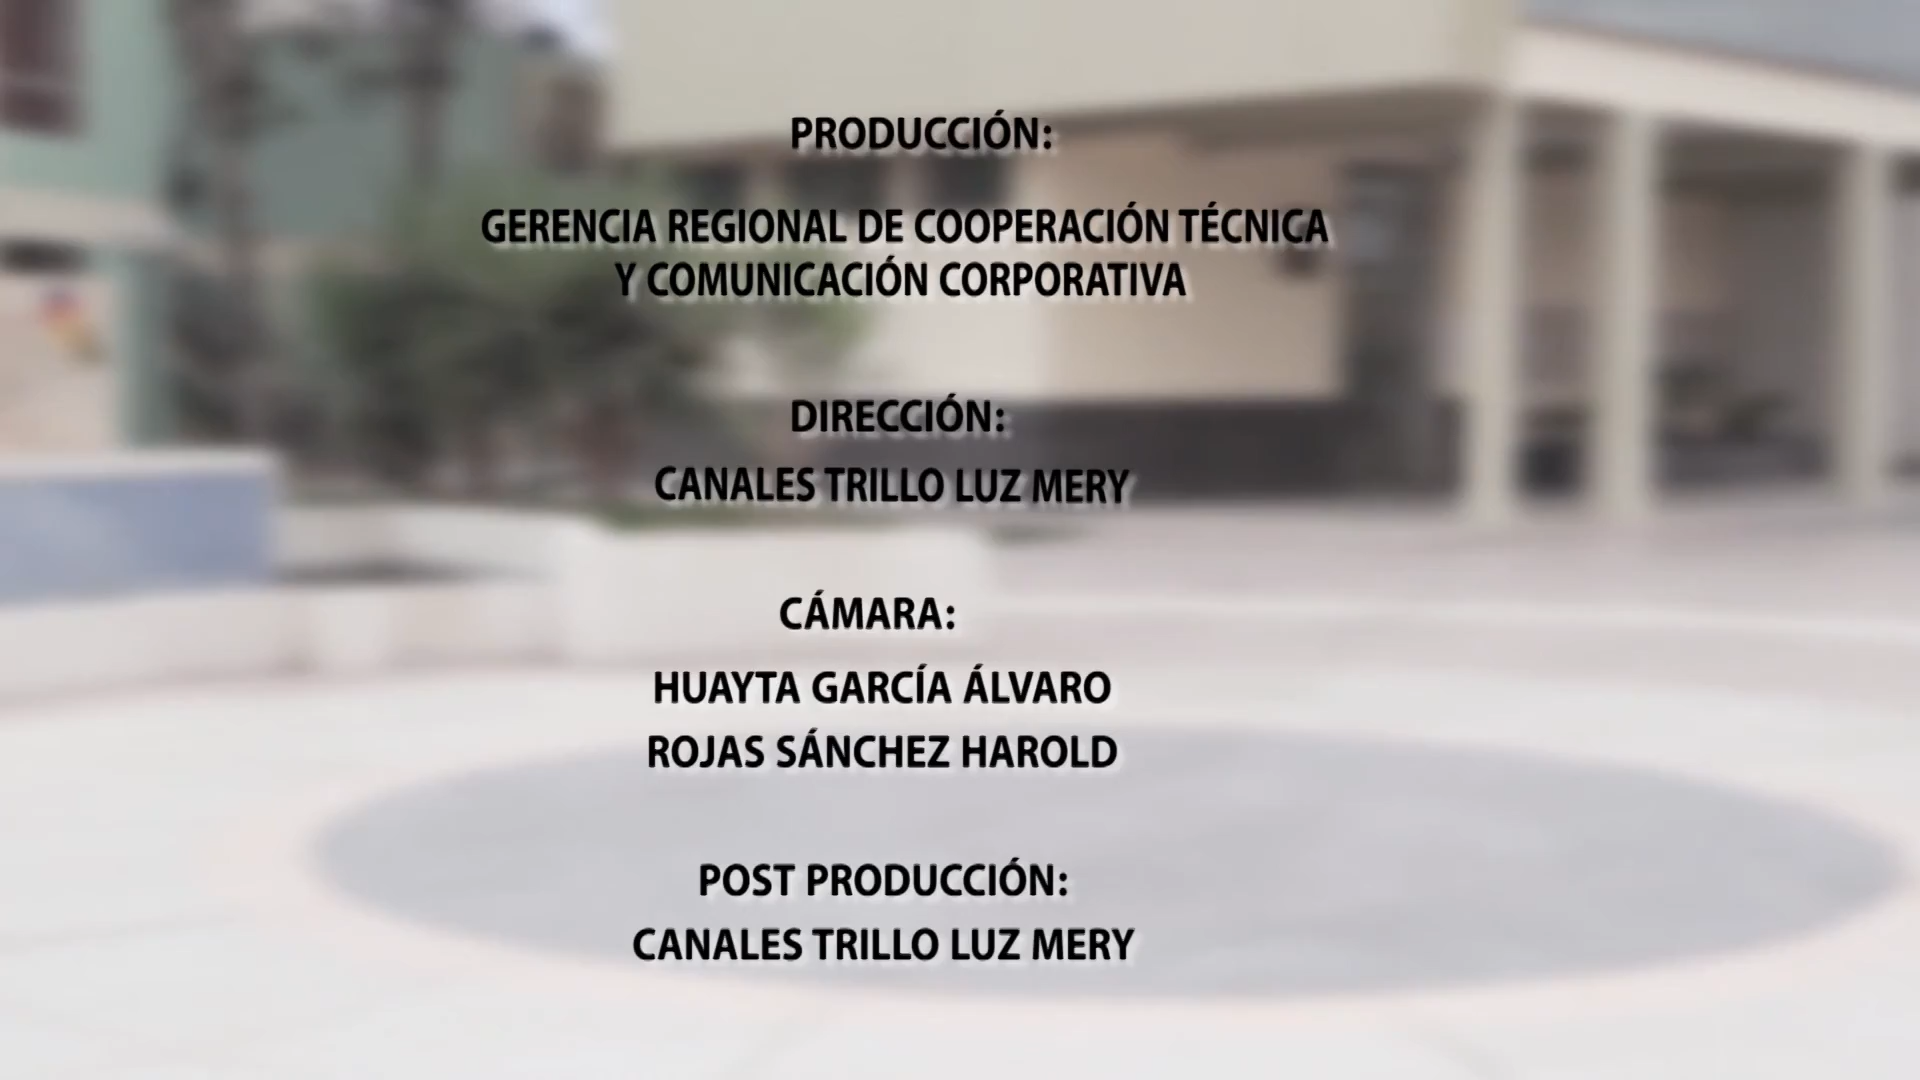 PRODUCCIÓN:
GERENCIA REGIONAL DE COOPERACIÓN TÉCNICA
Y COMUNICACIÓN CORPORATIVA
DIRECCIÓN:
CANALES TRILLO LUZ MERY
CÁMARA:
HUAYTA GARCÍA ÁLVARO
ROJAS SÁNCHEZ HAROLD
POST PRODUCCIÓN:
CANALES TRILLO LUZ MERY